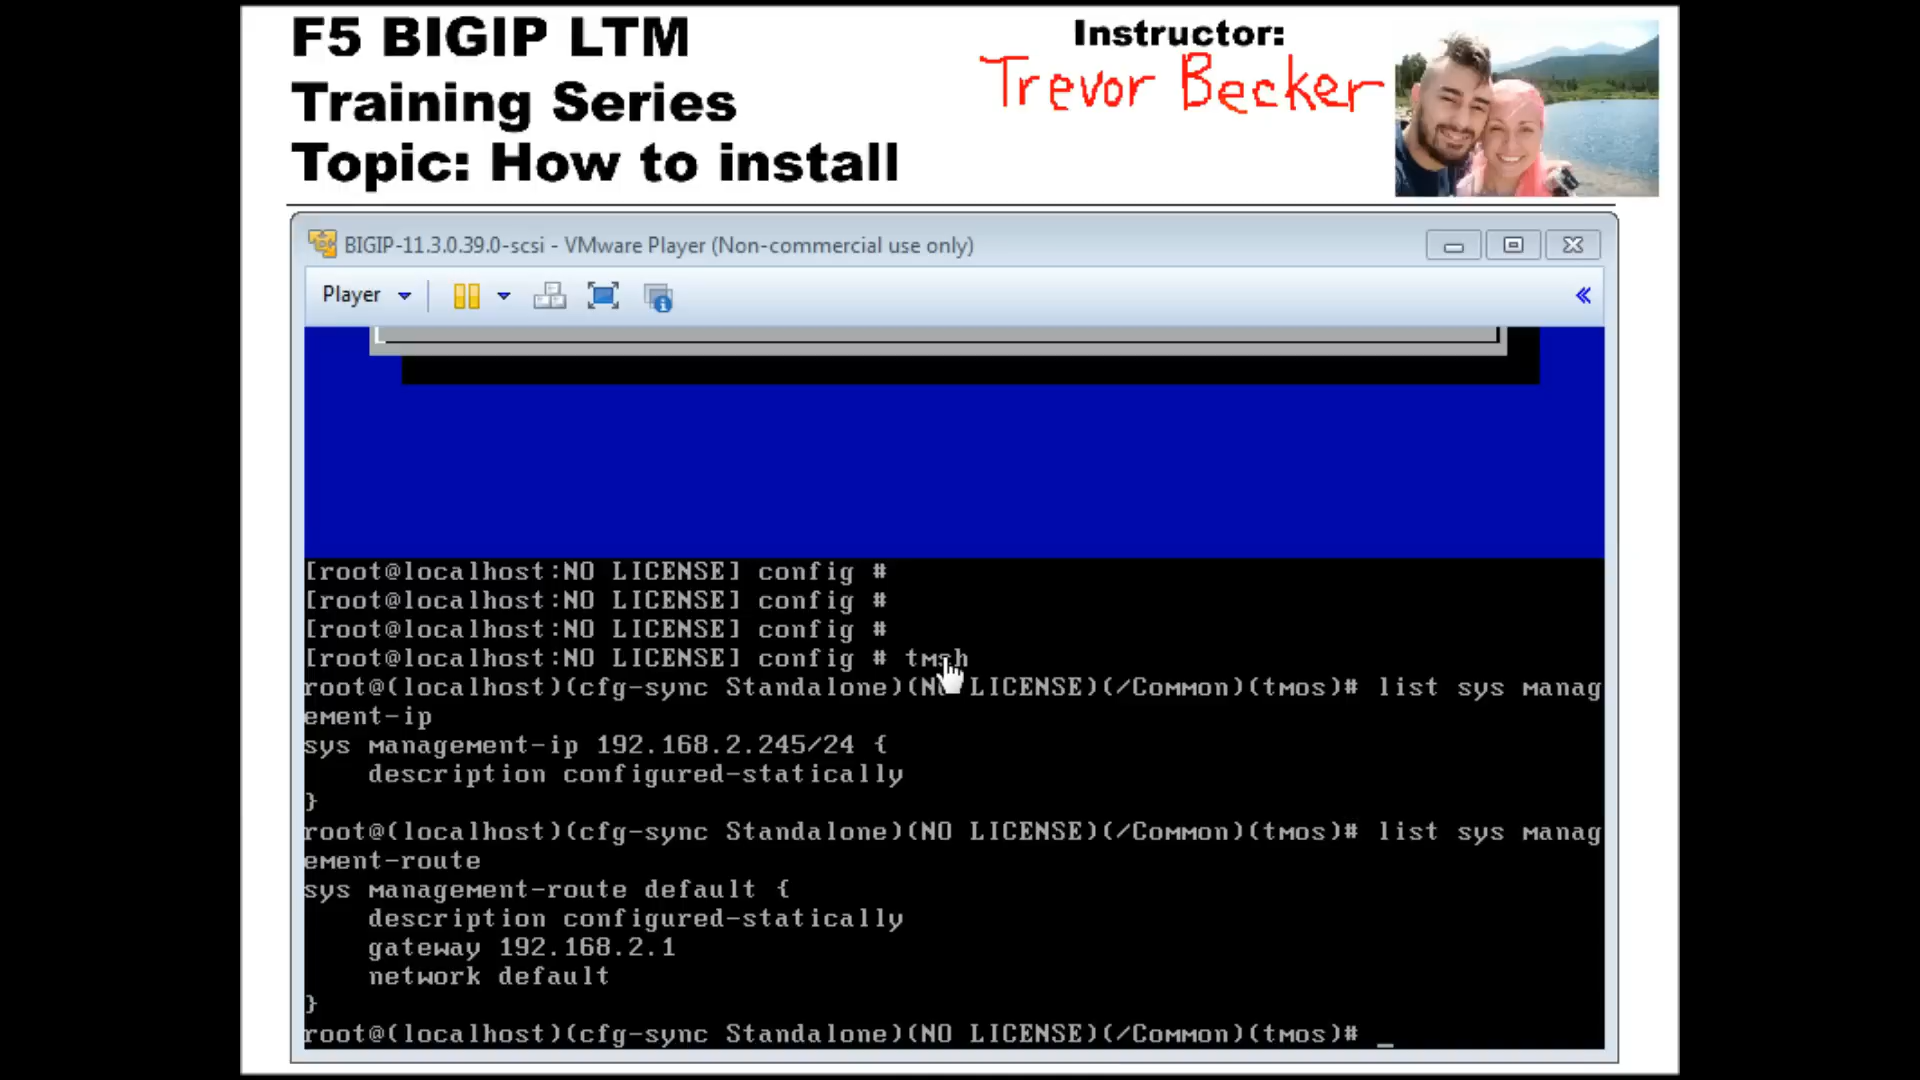 F5 BIGIP LTM
Training Series
Topic: How to install
Instructor:
Trevor Becker
BIGIP-11.3.0.39.0-scsi - VMware Player (Non-commercial use only)
Player
[root@localhost:NO LICENSE] config #
[root@localhost:NO LICENSE] config #
[root@localhost:NO LICENSE] config #
[root@localhost:NO LICENSE] config # tmsh
root@(localhost)(cfg-sync Standalone)(NO LICENSE)(/Common)(tmos)# list sys manag
ement-ip
sys management-ip 192.168.2.245/24 {
    description configured-statically
}
root@(localhost)(cfg-sync Standalone)(NO LICENSE)(/Common)(tmos)# list sys manag
ement-route
sys management-route default {
    description configured-statically
    gateway 192.168.2.1
    network default
}
root@(localhost)(cfg-sync Standalone)(NO LICENSE)(/Common)(tmos)# _